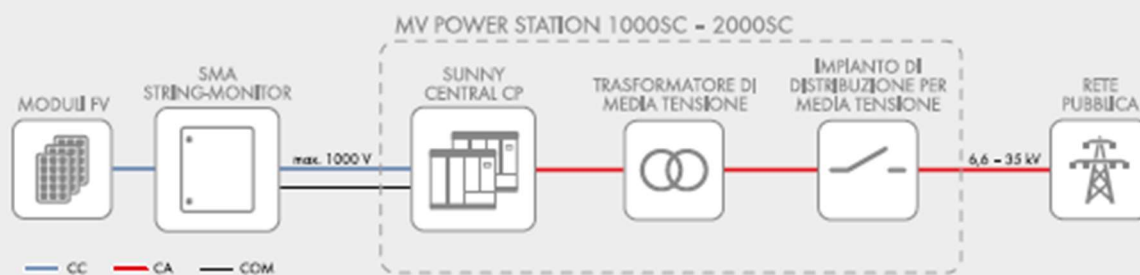 MV POWER STATION 1000SC – 2000SC
MODULI FV
SMA
STRING-MONITOR
max. 1000 V
SUNNY
CENTRAL CP
TRASFORMATORE DI
MEDIA TENSIONE
IMPIANTO DI
DISTRIBUZIONE PER
MEDIA TENSIONE
6,6 – 35 kV
RETE
PUBBLICA
CC CA COM